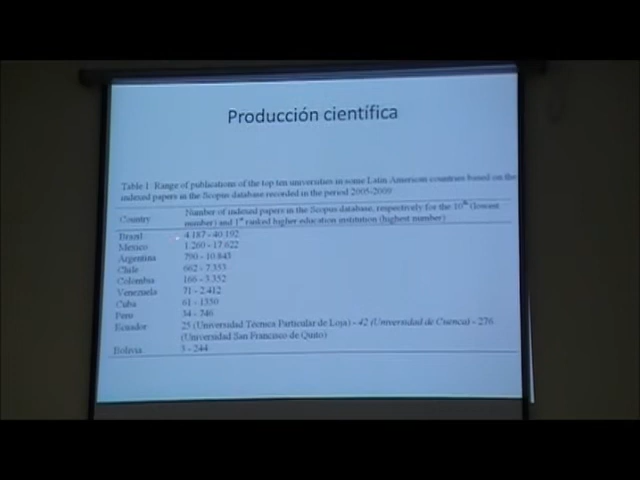 Producción científica
Table 1. Range of publications of the top ten universities in some Latin American countries based on the
indexed papers in the Scopus database recorded in the period 2005-2009
Country Number of indexed papers in the Scopus database, respectively for the 10th (lowest
number) and 1st ranked higher education institution (highest number)
Brazil 4.187 - 40.192
Mexico 1.260 - 17.622
Argentina 790 - 10.843
Chile 662 - 7.353
Colombia 166 - 3.352
Venezuela 71 - 2.412
Cuba 61 - 1350
Peru 34 - 746
Ecuador 25 (Universidad Técnica Particular de Loja) - 42 (Universidad de Cuenca) - 276
(Universidad San Francisco de Quito)
Bolivia - 244